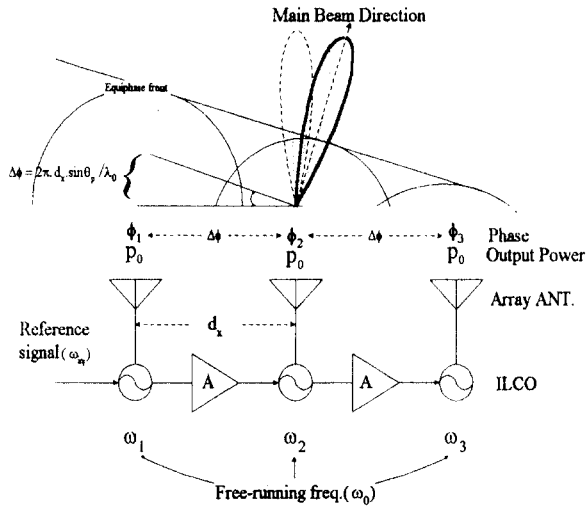 Main Beam Direction
Equiphase front
Δϕ = 2π. d_x . sinθ_p / λ_0 {
ϕ_1 Δϕ ϕ_2 Δϕ ϕ_3 Phase
P_0 P_0 P_0 Output Power
Array ANT.
d_x
Reference
signal(ω_inj)
A A ILCO
ω_1 ω_2 ω_3
Free-running freq.(ω_0)